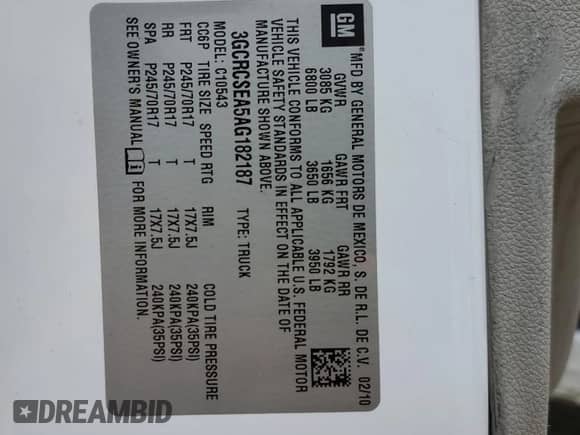 GM
MFD BY GENERAL MOTORS DE MEXICO, S. DE R.L. DE C.V. 02/10
GVWR GAWR FRT GAWR RR
3085 KG 1656 KG 1792 KG
6800 LB 3650 LB 3950 LB
THIS VEHICLE CONFORMS TO ALL APPLICABLE U.S. FEDERAL MOTOR
VEHICLE SAFETY STANDARDS IN EFFECT ON THE DATE OF
MANUFACTURE SHOWN ABOVE.
3GCRCSEA5AG182187 TYPE: TRUCK
MODEL: C10543
CC6P TIRE SIZE SPEED RTG RIM COLD TIRE PRESSURE
FRT P245/70R17 T 17X7.5J 240KPA(35PSI)
RR P245/70R17 T 17X7.5J 240KPA(35PSI)
SPA P245/70R17 T 17X7.5J 240KPA(35PSI)
SEE OWNER'S MANUAL FOR MORE INFORMATION.
DREAMBID